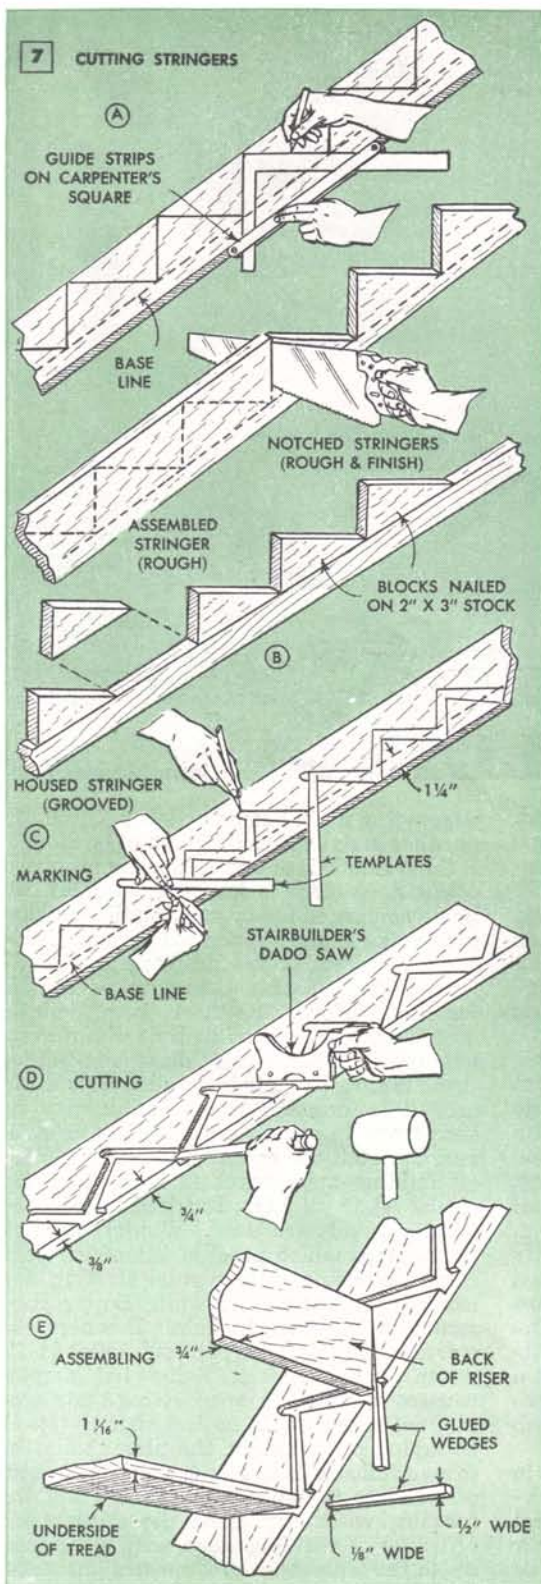 7 CUTTING STRINGERS
A
GUIDE STRIPS
ON CARPENTER'S
SQUARE
BASE
LINE
NOTCHED STRINGERS
(ROUGH & FINISH)
ASSEMBLED
STRINGER
(ROUGH)
BLOCKS NAILED
ON 2" X 3" STOCK
B
HOUSED STRINGER
(GROOVED)
1¼"
C
MARKING
TEMPLATES
STAIRBUILDER'S
DADO SAW
BASE LINE
D CUTTING
¾"
⅜"
E
ASSEMBLING
¾"
BACK
OF RISER
1 1/16"
GLUED
WEDGES
UNDERSIDE
OF TREAD
½" WIDE
⅛" WIDE